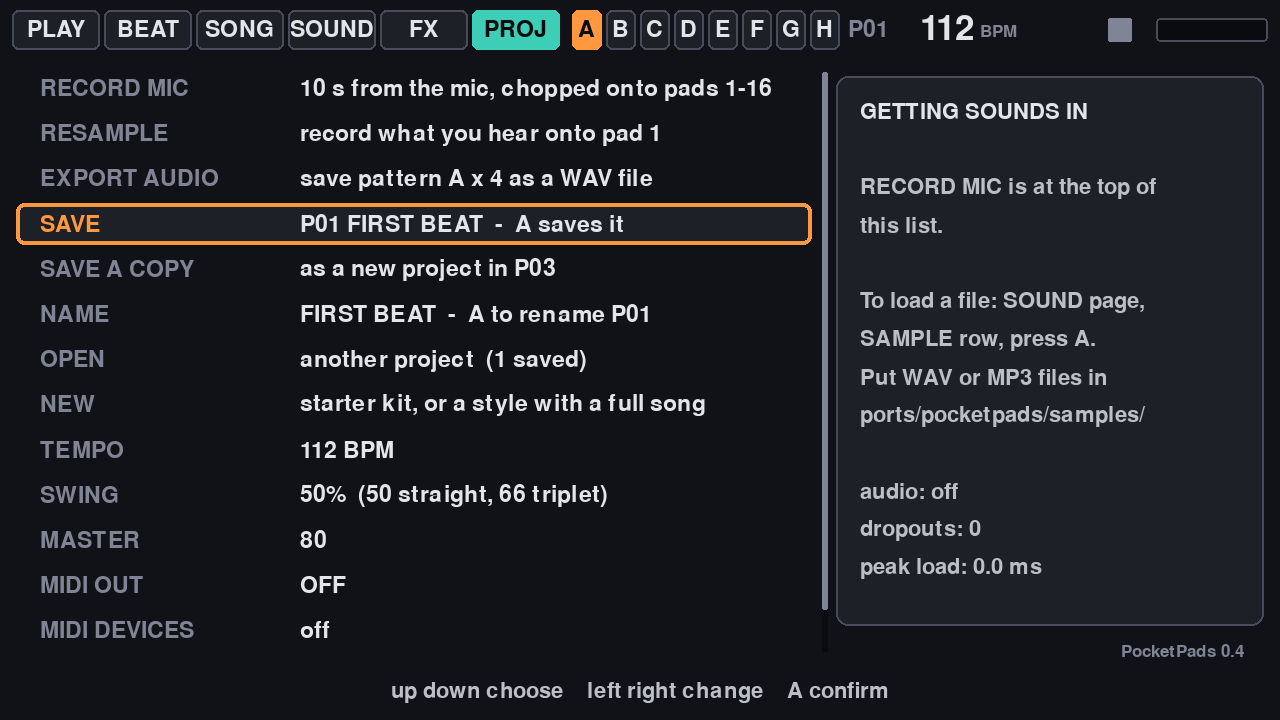 PLAY BEAT SONG SOUND FX PROJ A B C D E F G H P01 112 BPM
RECORD MIC 10 s from the mic, chopped onto pads 1-16
RESAMPLE record what you hear onto pad 1
EXPORT AUDIO save pattern A x 4 as a WAV file
SAVE P01 FIRST BEAT - A saves it
SAVE A COPY as a new project in P03
NAME FIRST BEAT - A to rename P01
OPEN another project (1 saved)
NEW starter kit, or a style with a full song
TEMPO 112 BPM
SWING 50% (50 straight, 66 triplet)
MASTER 80
MIDI OUT OFF
MIDI DEVICES off
GETTING SOUNDS IN
RECORD MIC is at the top of
this list.
To load a file: SOUND page,
SAMPLE row, press A.
Put WAV or MP3 files in
ports/pocketpads/samples/
audio: off
dropouts: 0
peak load: 0.0 ms
PocketPads 0.4
up down choose left right change A confirm